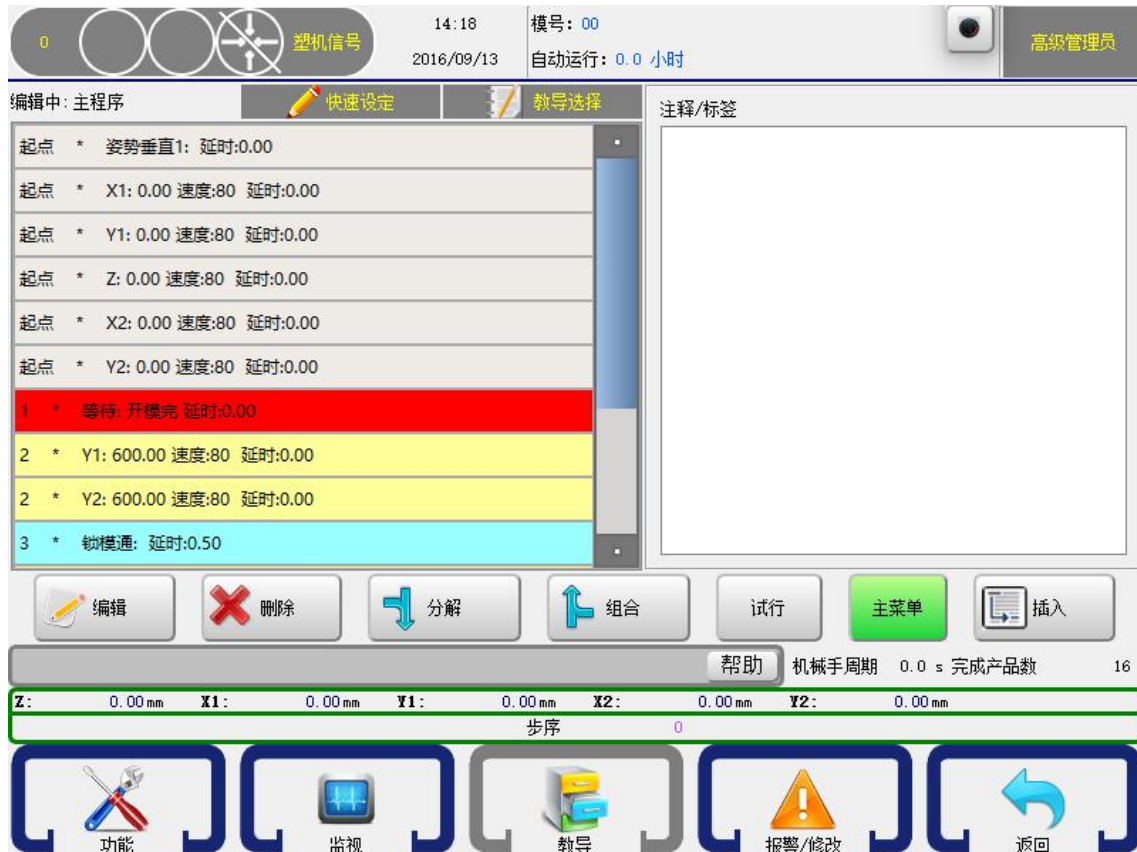 0 塑机信号 14:18 模号：00 高级管理员
2016/09/13 自动运行：0.0 小时
编辑中：主程序 快速设定 教导选择 注释/标签
起点 * 姿势垂直1: 延时:0.00
起点 * X1: 0.00 速度:80 延时:0.00
起点 * Y1: 0.00 速度:80 延时:0.00
起点 * Z: 0.00 速度:80 延时:0.00
起点 * X2: 0.00 速度:80 延时:0.00
起点 * Y2: 0.00 速度:80 延时:0.00
1 * 等待: 开模完 延时:0.00
2 * Y1: 600.00 速度:80 延时:0.00
2 * Y2: 600.00 速度:80 延时:0.00
3 * 锁模通: 延时:0.50
编辑 删除 分解 组合 试行 主菜单 插入
帮助 机械手周期 0.0 s 完成产品数 16
Z: 0.00mm X1: 0.00mm Y1: 0.00mm X2: 0.00mm Y2: 0.00mm
步序 0
功能 监视 教导 报警/修改 返回